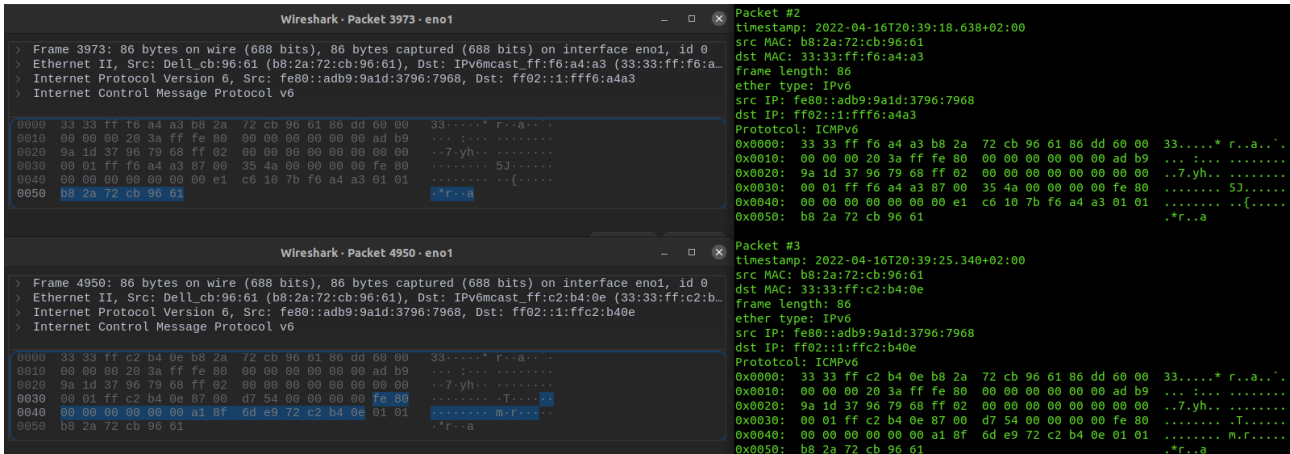 Wireshark · Packet 3973 · eno1
> Frame 3973: 86 bytes on wire (688 bits), 86 bytes captured (688 bits) on interface eno1, id 0
> Ethernet II, Src: Dell_cb:96:61 (b8:2a:72:cb:96:61), Dst: IPv6mcast_ff:f6:a4:a3 (33:33:ff:f6:a…
> Internet Protocol Version 6, Src: fe80::adb9:9a1d:3796:7968, Dst: ff02::1:fff6:a4a3
> Internet Control Message Protocol v6
0000 33 33 ff f6 a4 a3 b8 2a 72 cb 96 61 86 dd 60 00 33·····* r··a··`·
0010 00 00 00 20 3a ff fe 80 00 00 00 00 00 00 ad b9 ··· :··· ········
0020 9a 1d 37 96 79 68 ff 02 00 00 00 00 00 00 00 00 ··7·yh·· ········
0030 00 01 ff f6 a4 a3 87 00 35 4a 00 00 00 00 fe 80 ········ 5J······
0040 00 00 00 00 00 00 e1 c6 10 7b f6 a4 a3 01 01 ········ ··{·····
0050 b8 2a 72 cb 96 61 ·*r··a
Wireshark · Packet 4950 · eno1
> Frame 4950: 86 bytes on wire (688 bits), 86 bytes captured (688 bits) on interface eno1, id 0
> Ethernet II, Src: Dell_cb:96:61 (b8:2a:72:cb:96:61), Dst: IPv6mcast_ff:c2:b4:0e (33:33:ff:c2:b…
> Internet Protocol Version 6, Src: fe80::adb9:9a1d:3796:7968, Dst: ff02::1:ffc2:b40e
> Internet Control Message Protocol v6
0000 33 33 ff c2 b4 0e b8 2a 72 cb 96 61 86 dd 60 00 33·····* r··a··`·
0010 00 00 00 20 3a ff fe 80 00 00 00 00 00 00 ad b9 ··· :··· ········
0020 9a 1d 37 96 79 68 ff 02 00 00 00 00 00 00 00 00 ··7·yh·· ········
0030 00 01 ff c2 b4 0e 87 00 d7 54 00 00 00 00 fe 80 ········ ·T······
0040 00 00 00 00 00 00 a1 8f 6d e9 72 c2 b4 0e 01 01 ········ m·r·····
0050 b8 2a 72 cb 96 61 ·*r··a
Packet #2
timestamp: 2022-04-16T20:39:18.638+02:00
src MAC: b8:2a:72:cb:96:61
dst MAC: 33:33:ff:f6:a4:a3
frame length: 86
ether type: IPv6
src IP: fe80::adb9:9a1d:3796:7968
dst IP: ff02::1:fff6:a4a3
Prototcol: ICMPv6
0x0000: 33 33 ff f6 a4 a3 b8 2a 72 cb 96 61 86 dd 60 00 33.....* r..a..`.
0x0010: 00 00 00 20 3a ff fe 80 00 00 00 00 00 00 ad b9 ... :... ........
0x0020: 9a 1d 37 96 79 68 ff 02 00 00 00 00 00 00 00 00 ..7.yh.. ........
0x0030: 00 01 ff f6 a4 a3 87 00 35 4a 00 00 00 00 fe 80 ........ 5J......
0x0040: 00 00 00 00 00 00 00 e1 c6 10 7b f6 a4 a3 01 01 ........ ..{.....
0x0050: b8 2a 72 cb 96 61 .*r..a
Packet #3
timestamp: 2022-04-16T20:39:25.340+02:00
src MAC: b8:2a:72:cb:96:61
dst MAC: 33:33:ff:c2:b4:0e
frame length: 86
ether type: IPv6
src IP: fe80::adb9:9a1d:3796:7968
dst IP: ff02::1:ffc2:b40e
Prototcol: ICMPv6
0x0000: 33 33 ff c2 b4 0e b8 2a 72 cb 96 61 86 dd 60 00 33.....* r..a..`.
0x0010: 00 00 00 20 3a ff fe 80 00 00 00 00 00 00 ad b9 ... :... ........
0x0020: 9a 1d 37 96 79 68 ff 02 00 00 00 00 00 00 00 00 ..7.yh.. ........
0x0030: 00 01 ff c2 b4 0e 87 00 d7 54 00 00 00 00 fe 80 ........ .T......
0x0040: 00 00 00 00 00 00 a1 8f 6d e9 72 c2 b4 0e 01 01 ........ m.r.....
0x0050: b8 2a 72 cb 96 61 .*r..a